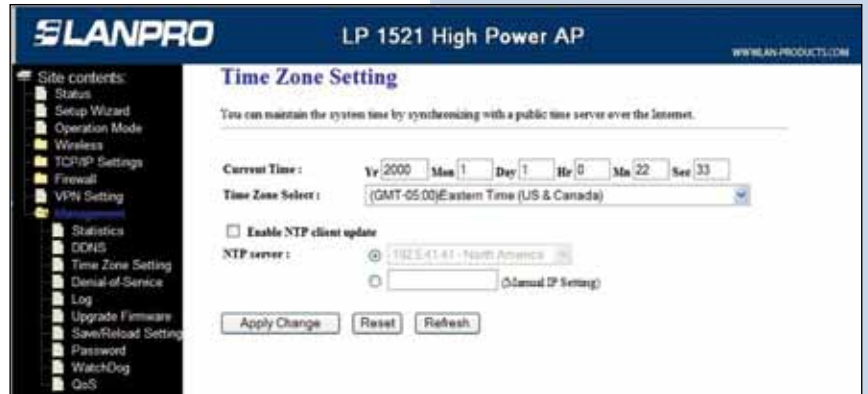 LANPRO
LP 1521 High Power AP
WWW.LAN-PRODUCTS.COM
Site contents:
Status
Setup Wizard
Operation Mode
Wireless
TCP/IP Settings
Firewall
VPN Setting
Management
Statistics
DDNS
Time Zone Setting
Denial-of-Service
Log
Upgrade Firmware
Save/Reload Setting
Password
WatchDog
QoS
Time Zone Setting
You can maintain the system time by synchronizing with a public time server over the Internet.
Current Time : Yr 2000 Mon 1 Day 1 Hr 0 Mn 22 Sec 33
Time Zone Select : (GMT-05:00)Eastern Time (US & Canada)
Enable NTP client update
NTP server : 192.5.41.41 - North America
(Manual IP Setting)
Apply Change Reset Refresh